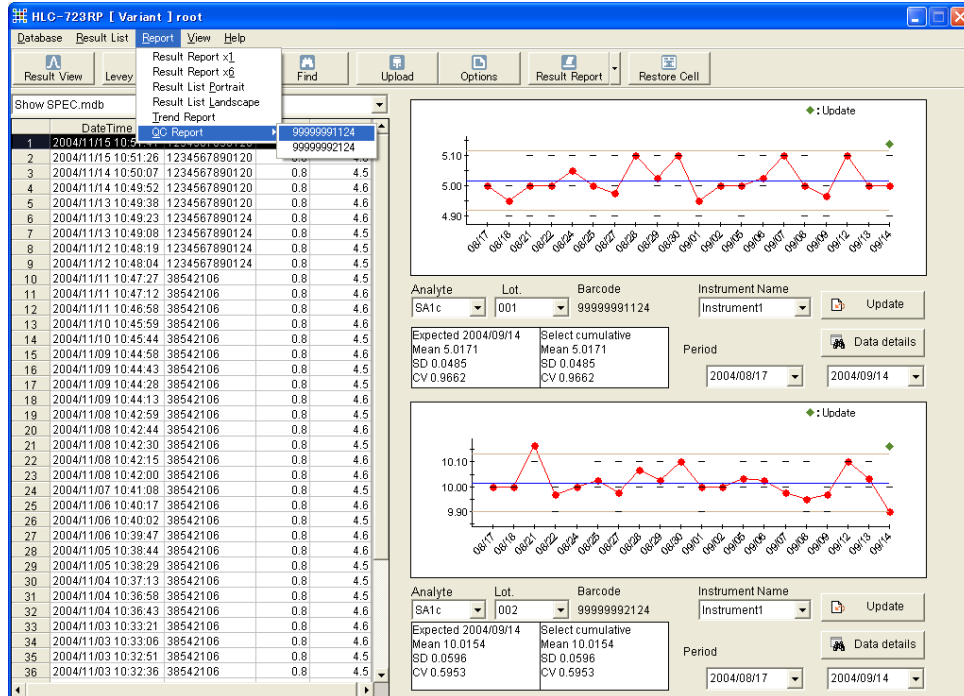 HLC-723RP [ Variant ] root
Database Result List Report View Help
Result View Levey Find Upload Options Result Report Restore Cell
Result Report x1
Result Report x6
Result List Portrait
Result List Landscape
Trend Report
QC Report
99999991124
99999992124
Show SPEC.mdb
DateTime
1 2004/11/15 10:51:41 1234567890120
2 2004/11/15 10:51:26 1234567890120 0.8 4.6
3 2004/11/14 10:50:07 1234567890120 0.8 4.5
4 2004/11/14 10:49:52 1234567890120 0.8 4.6
5 2004/11/13 10:49:38 1234567890120 0.8 4.6
6 2004/11/13 10:49:23 1234567890124 0.8 4.6
7 2004/11/13 10:49:08 1234567890124 0.8 4.5
8 2004/11/12 10:48:19 1234567890124 0.8 4.5
9 2004/11/12 10:48:04 1234567890124 0.8 4.5
10 2004/11/11 10:47:27 38542106 0.8 4.6
11 2004/11/11 10:47:12 38542106 0.8 4.6
12 2004/11/11 10:46:58 38542106 0.8 4.6
13 2004/11/10 10:45:59 38542106 0.8 4.6
14 2004/11/10 10:45:44 38542106 0.8 4.5
15 2004/11/09 10:44:58 38542106 0.8 4.6
16 2004/11/09 10:44:43 38542106 0.8 4.5
17 2004/11/09 10:44:28 38542106 0.8 4.5
18 2004/11/09 10:44:13 38542106 0.8 4.6
19 2004/11/08 10:42:59 38542106 0.8 4.5
20 2004/11/08 10:42:44 38542106 0.8 4.6
21 2004/11/08 10:42:30 38542106 0.8 4.5
22 2004/11/08 10:42:15 38542106 0.8 4.6
23 2004/11/08 10:42:00 38542106 0.8 4.6
24 2004/11/07 10:41:08 38542106 0.8 4.5
25 2004/11/06 10:40:17 38542106 0.8 4.6
26 2004/11/06 10:40:02 38542106 0.8 4.5
27 2004/11/06 10:39:47 38542106 0.8 4.6
28 2004/11/05 10:38:44 38542106 0.8 4.6
29 2004/11/05 10:38:29 38542106 0.8 4.5
30 2004/11/04 10:37:13 38542106 0.8 4.5
31 2004/11/04 10:36:58 38542106 0.8 4.5
32 2004/11/04 10:36:43 38542106 0.8 4.6
33 2004/11/03 10:33:21 38542106 0.8 4.6
34 2004/11/03 10:33:06 38542106 0.8 4.6
35 2004/11/03 10:32:51 38542106 0.8 4.5
36 2004/11/03 10:32:36 38542106 0.8 4.5
: Update
5.10
5.00
4.90
08/17 08/18 08/21 08/22 08/24 08/25 08/27 08/28 08/29 08/30 09/01 09/02 09/05 09/06 09/07 09/08 09/09 09/12 09/13 09/14
Analyte Lot. Barcode Instrument Name
SA1c 001 99999991124 Instrument1 Update
Expected 2004/09/14 Select cumulative
Mean 5.0171 Mean 5.0171
SD 0.0485 SD 0.0485
CV 0.9662 CV 0.9662
Data details
Period
2004/08/17 2004/09/14
: Update
10.10
10.00
9.90
08/17 08/18 08/21 08/22 08/24 08/25 08/27 08/28 08/29 08/30 09/01 09/02 09/05 09/06 09/07 09/08 09/09 09/12 09/13 09/14
Analyte Lot. Barcode Instrument Name
SA1c 002 99999992124 Instrument1 Update
Expected 2004/09/14 Select cumulative
Mean 10.0154 Mean 10.0154
SD 0.0596 SD 0.0596
CV 0.5953 CV 0.5953
Data details
Period
2004/08/17 2004/09/14